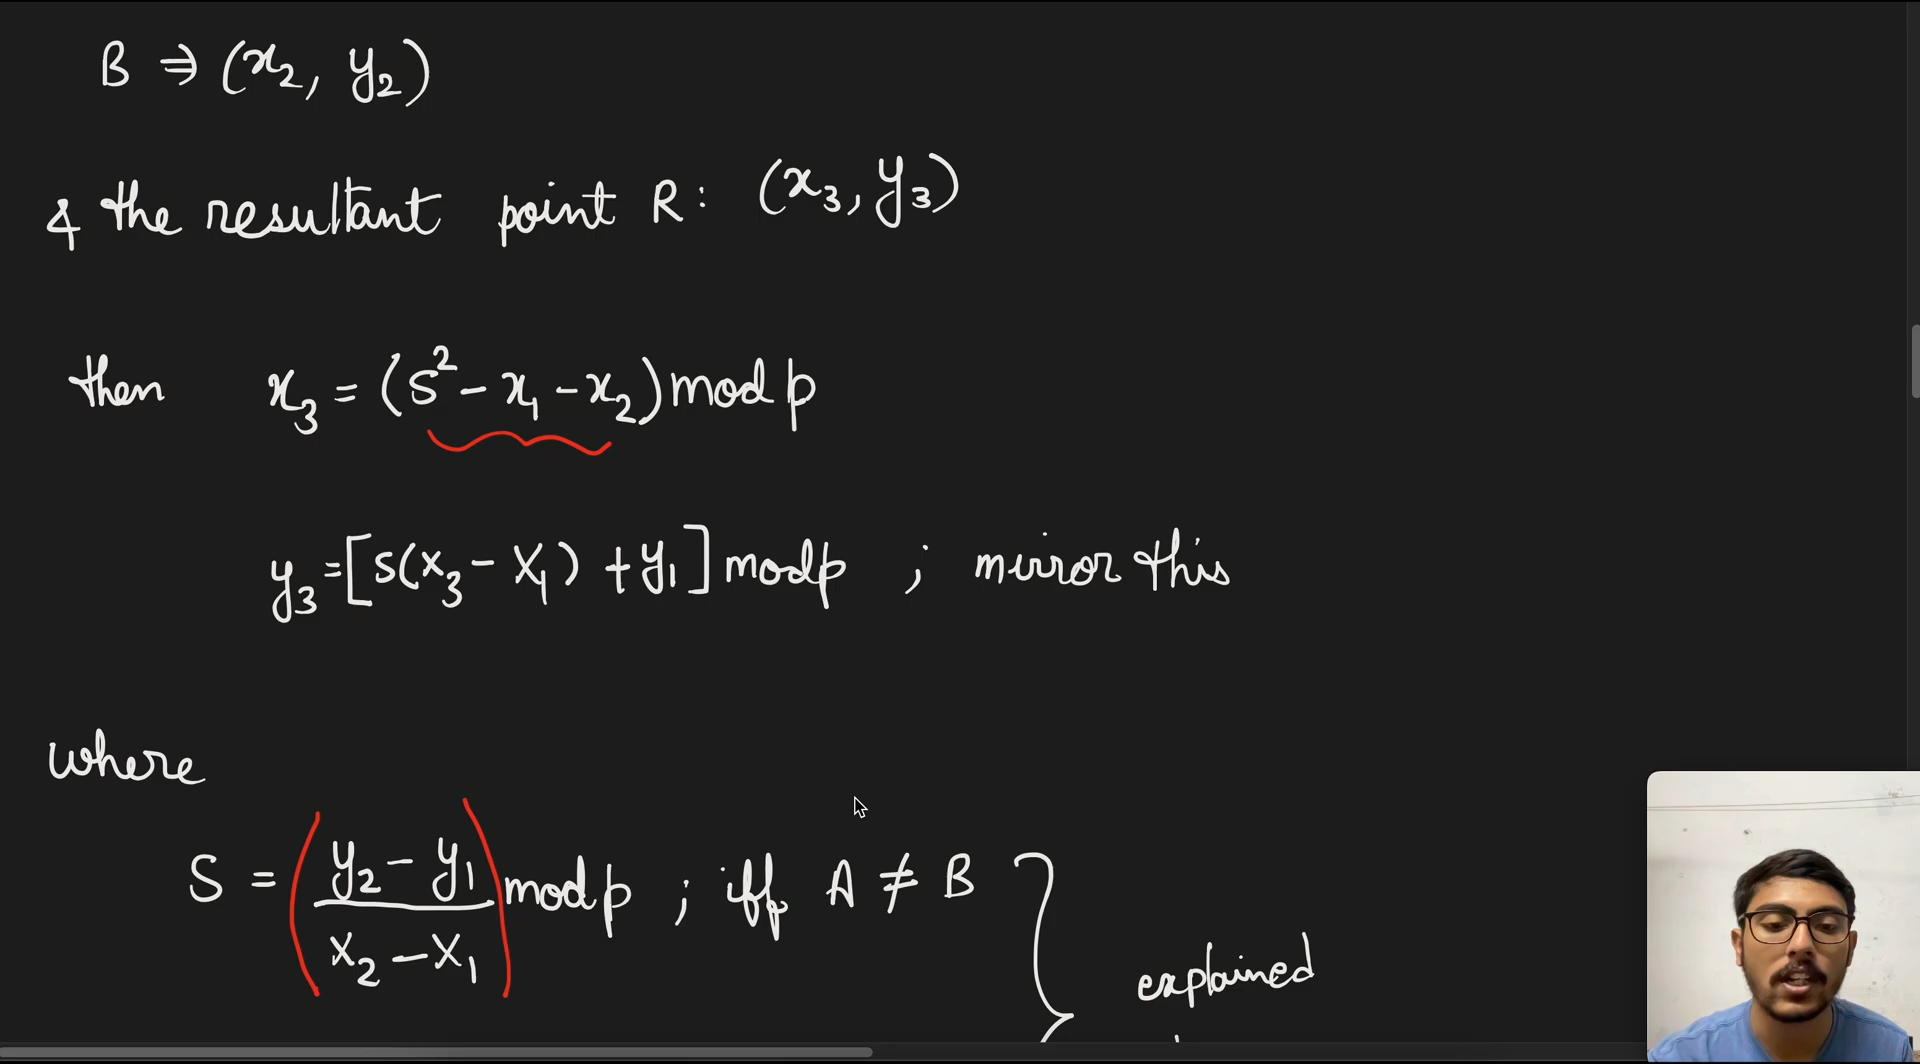 B ⇒ (x₂, y₂)
& the resultant point R: (x₃, y₃)
then x₃ = (s² - x₁ - x₂) mod p
y₃ = [s(x₃ - x₁) + y₁] mod p ; mirror this
where
S = (y₂ - y₁ / x₂ - x₁) mod p ; iff A ≠ B
explained